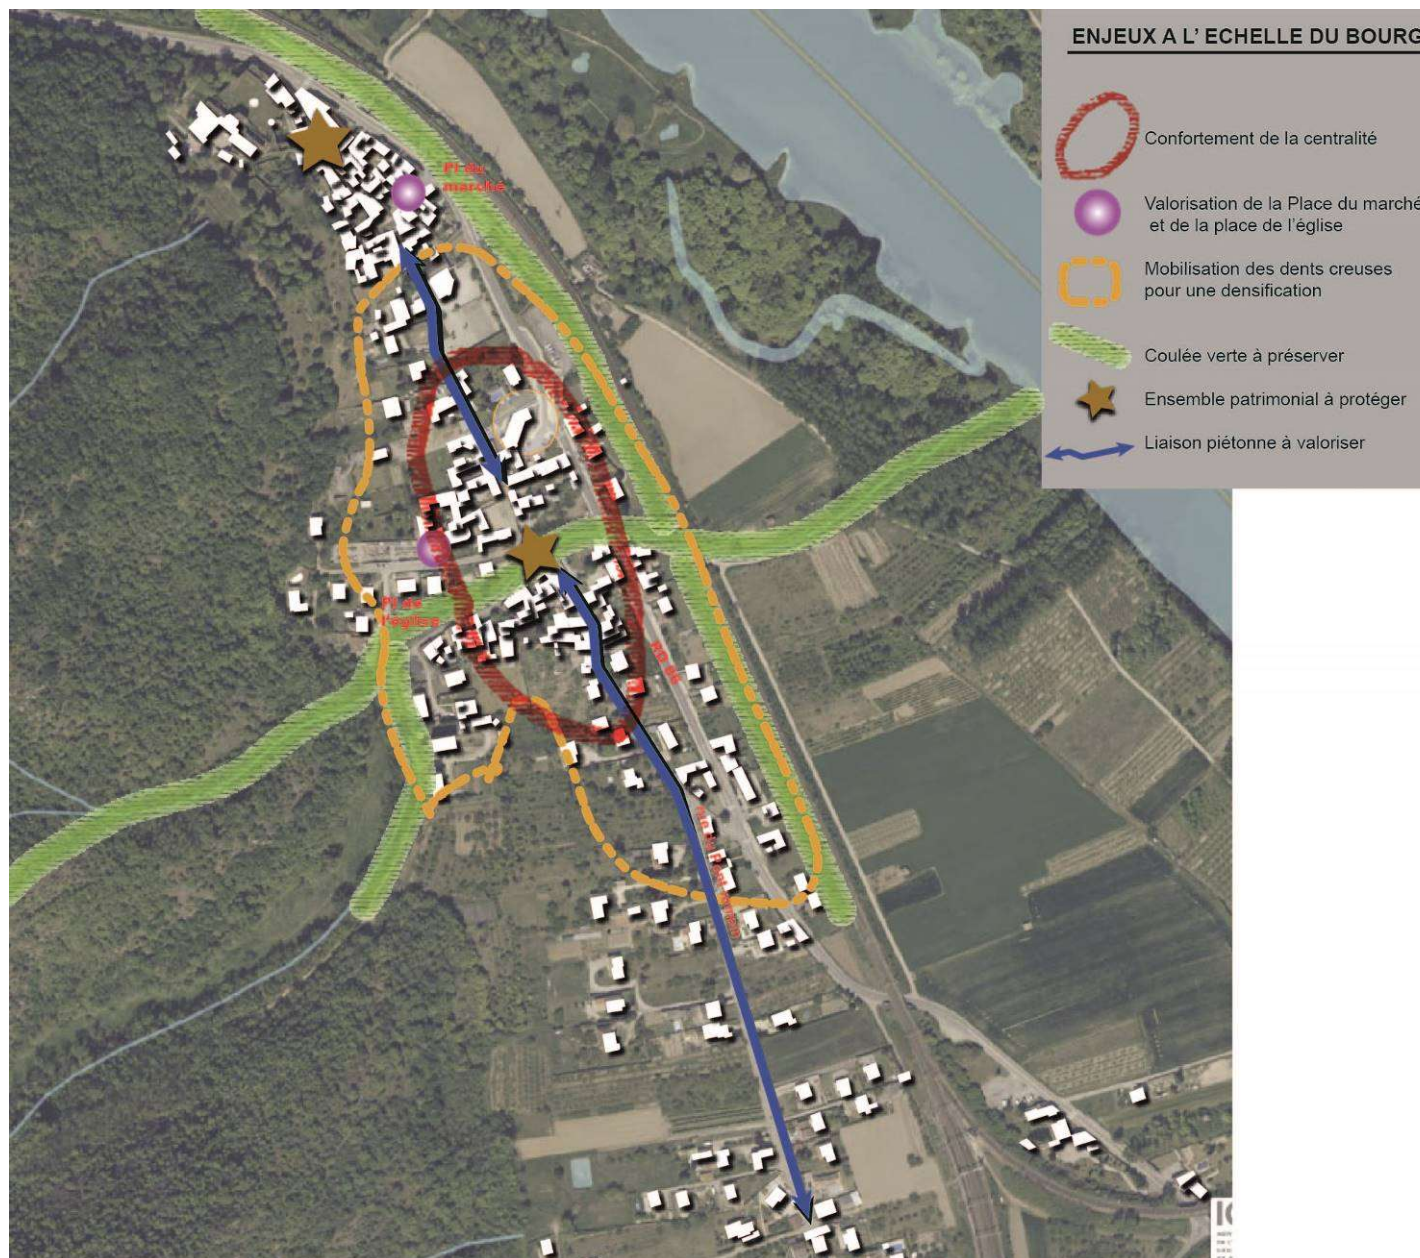 ENJEUX A L' ECHELLE DU BOURG
Confortement de la centralité
Valorisation de la Place du marché
et de la place de l'église
Mobilisation des dents creuses
pour une densification
Coulée verte à préserver
Ensemble patrimonial à protéger
Liaison piétonne à valoriser
Pl du
marché
Pl de
l'église
RD 86